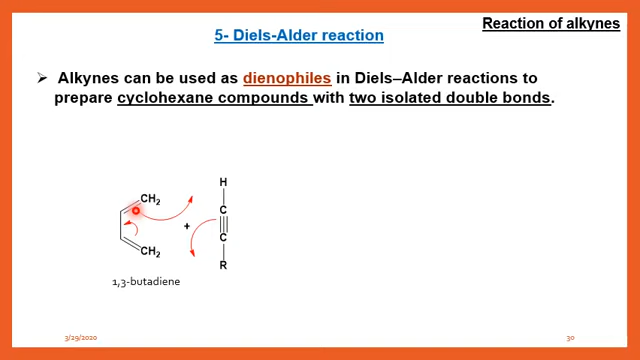 Reaction of alkynes
5- Diels-Alder reaction
➢ Alkynes can be used as dienophiles in Diels–Alder reactions to
prepare cyclohexane compounds with two isolated double bonds.
CH2
H
C
+
C
CH2
R
1,3-butadiene
3/29/2020
30